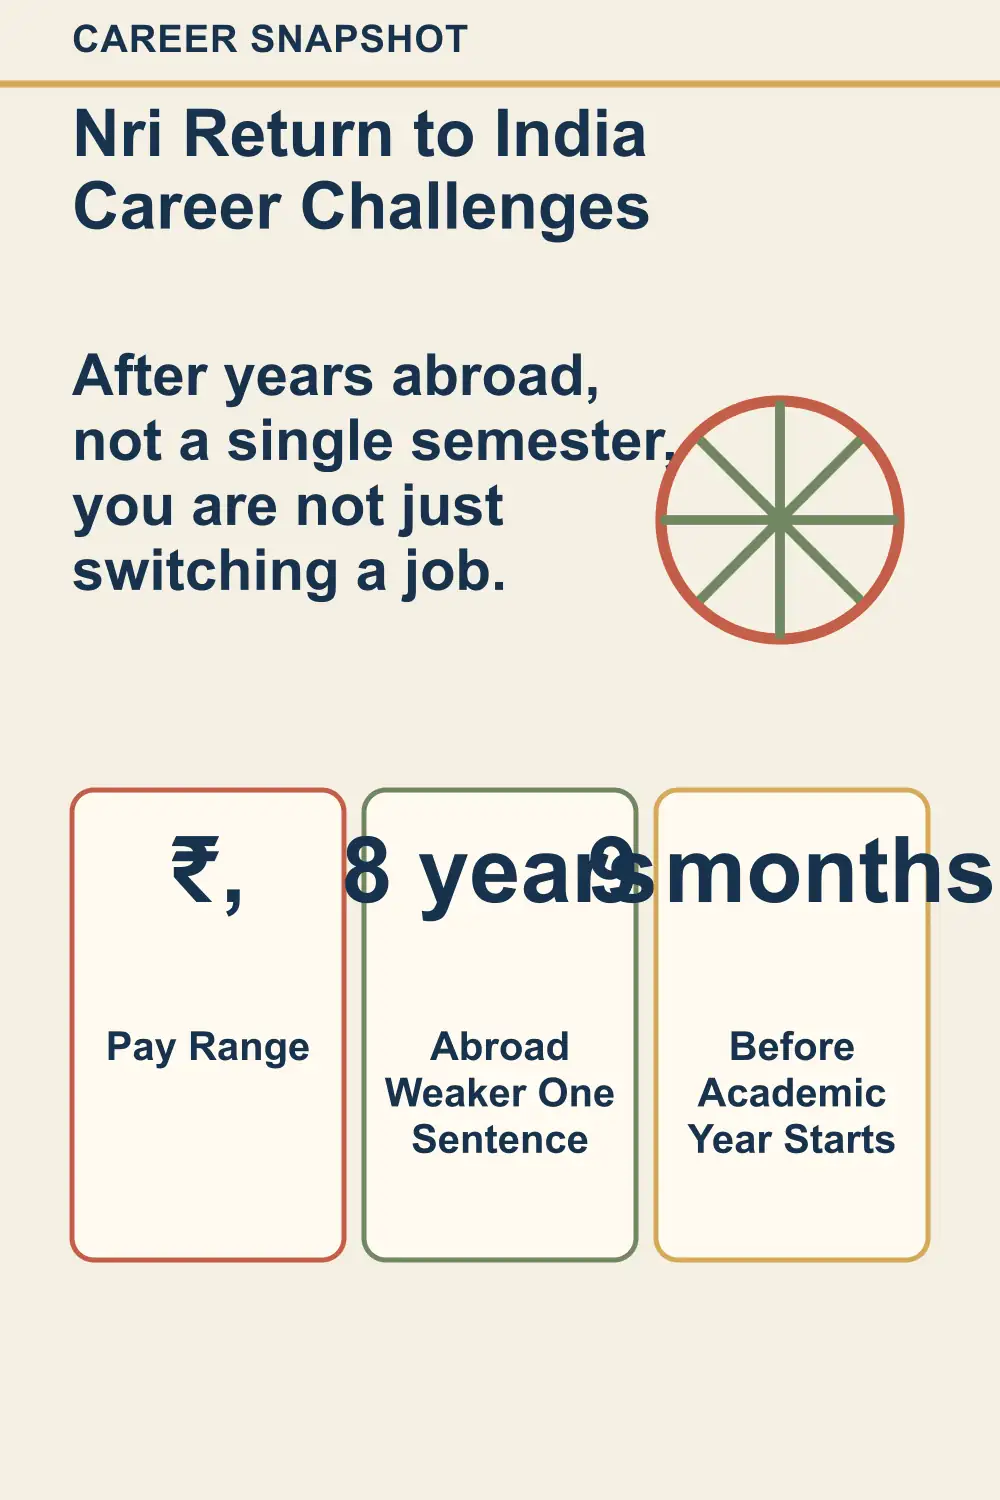 CAREER SNAPSHOT
Nri Return to India
Career Challenges
After years abroad,
not a single semester,
you are not just
switching a job.
₹,
Pay Range
8 years
Abroad
Weaker One
Sentence
9 months
Before
Academic
Year Starts